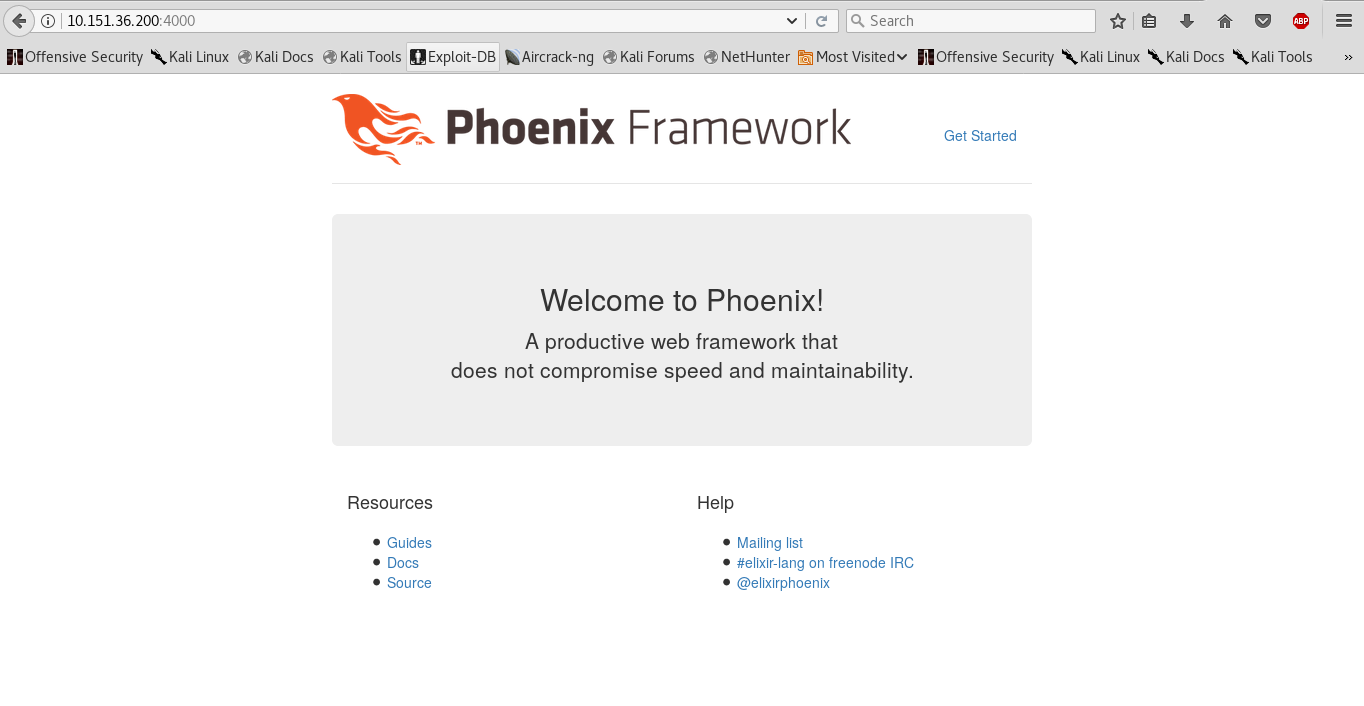 10.151.36.200:4000 Search
Offensive Security Kali Linux Kali Docs Kali Tools Exploit-DB Aircrack-ng Kali Forums NetHunter Most Visited Offensive Security Kali Linux Kali Docs Kali Tools »
ABP
Phoenix Framework
™
Get Started
Welcome to Phoenix!
A productive web framework that
does not compromise speed and maintainability.
Resources
Guides
Docs
Source
Help
Mailing list
#elixir-lang on freenode IRC
@elixirphoenix